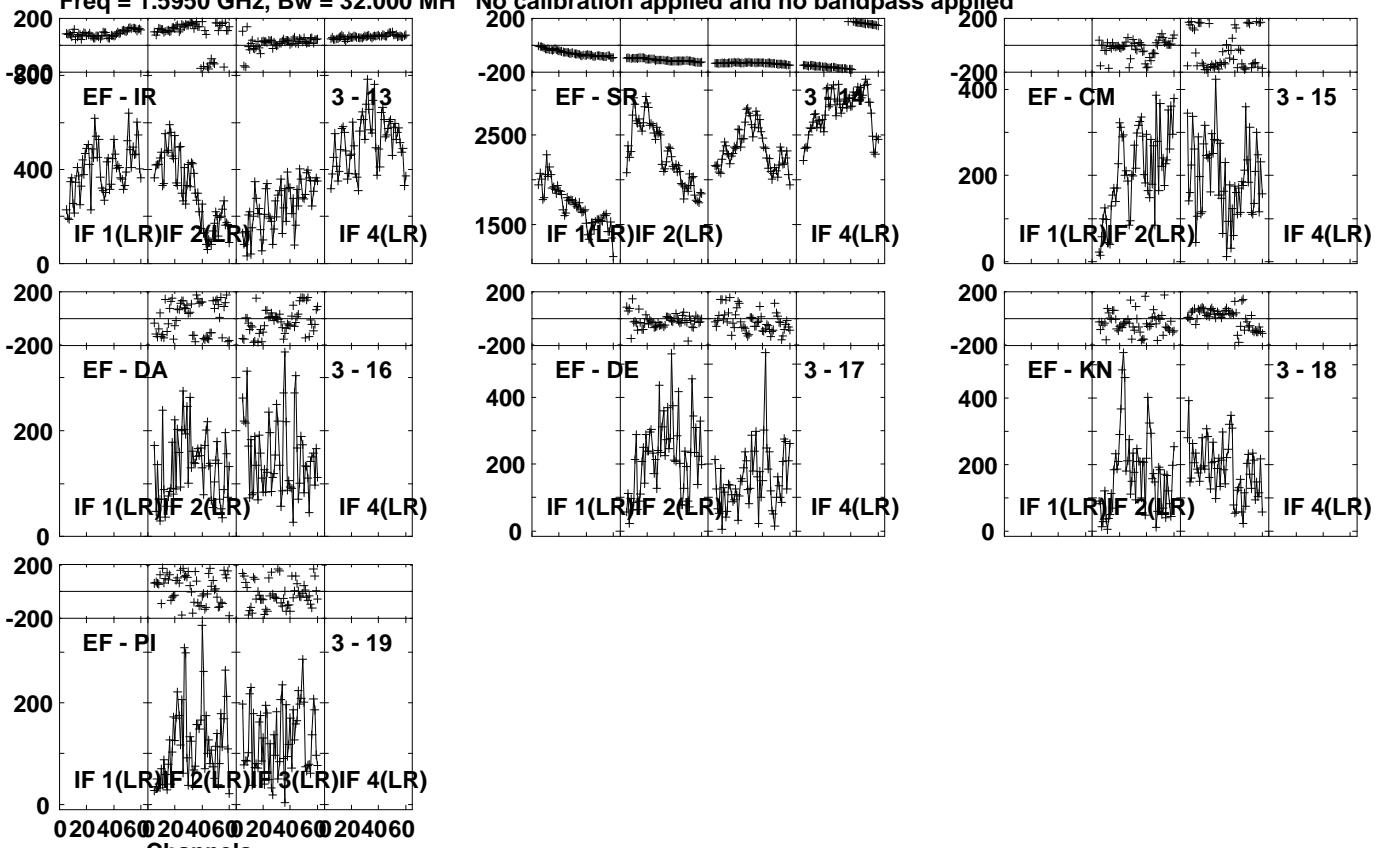 Freq = 1.5950 GHz, Bw = 32.000 MH No calibration applied and no bandpass applied
200
-200
800
400
0
EF - IR
3 - 13
IF 1(LR)
IF 2(LR)
IF 4(LR)
200
-200
2500
1500
EF - SR
3 - 14
IF 1(LR)
IF 2(LR)
IF 4(LR)
200
-200
400
200
0
EF - CM
3 - 15
IF 1(LR)
IF 2(LR)
IF 4(LR)
200
-200
200
0
EF - DA
3 - 16
IF 1(LR)
IF 2(LR)
IF 4(LR)
200
-200
400
200
0
EF - DE
3 - 17
IF 1(LR)
IF 2(LR)
IF 4(LR)
200
-200
400
200
0
EF - KN
3 - 18
IF 1(LR)
IF 2(LR)
IF 4(LR)
200
-200
200
0
EF - PI
3 - 19
IF 1(LR)
IF 2(LR)
IF 3(LR)
IF 4(LR)
0 20 40 60 0 20 40 60 0 20 40 60 0 20 40 60
Channels